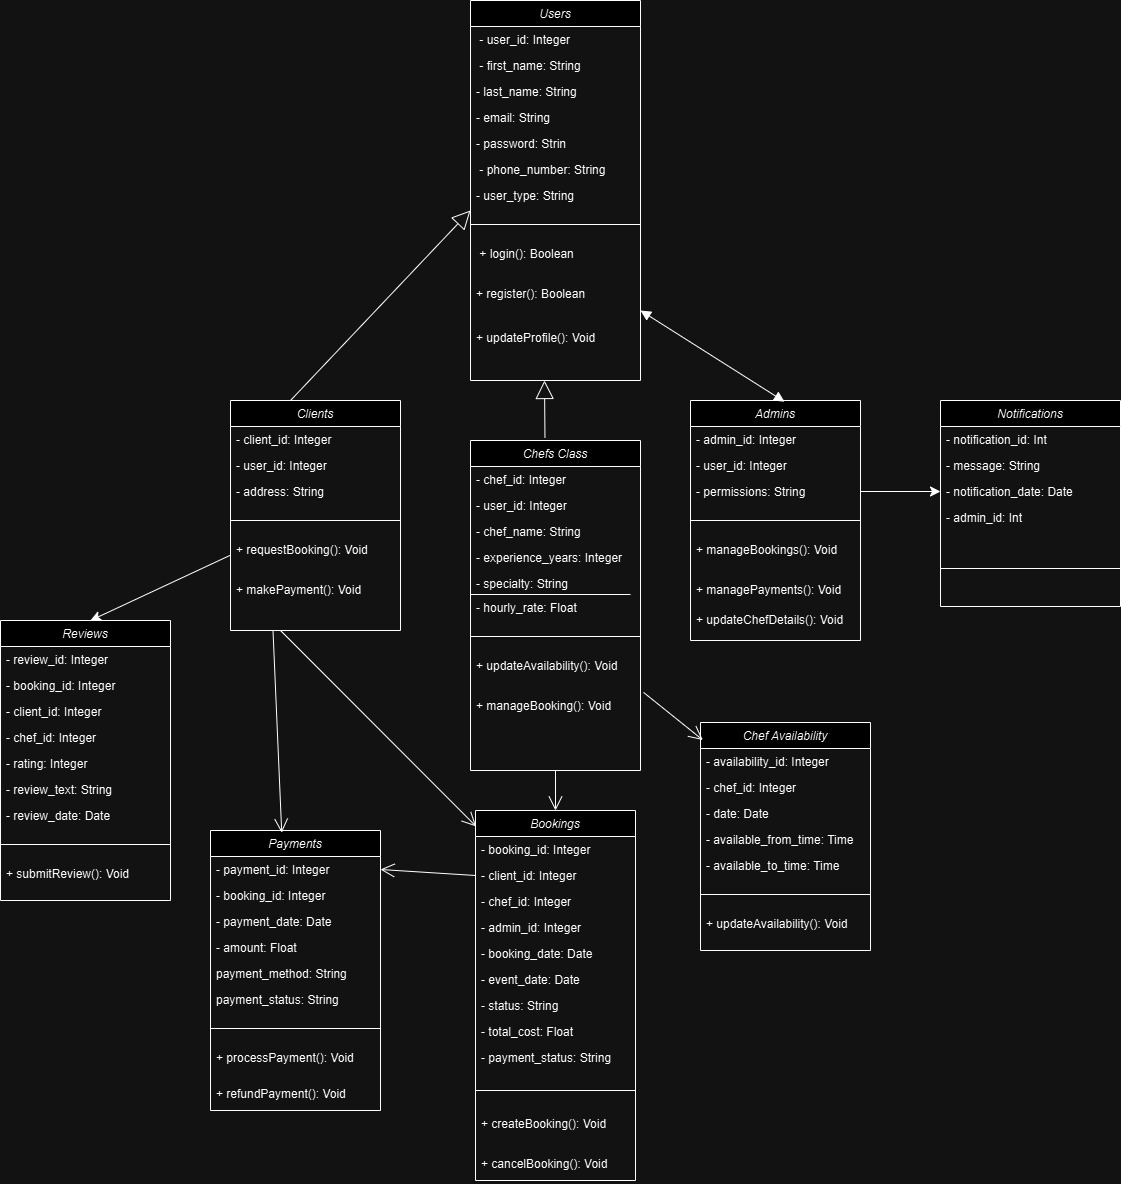 Users
- user_id: Integer
- first_name: String
- last_name: String
- email: String
- password: Strin
- phone_number: String
- user_type: String
+ login(): Boolean
+ register(): Boolean
+ updateProfile(): Void
Clients
- client_id: Integer
- user_id: Integer
- address: String
+ requestBooking(): Void
+ makePayment(): Void
Chefs Class
- chef_id: Integer
- user_id: Integer
- chef_name: String
- experience_years: Integer
- specialty: String
- hourly_rate: Float
+ updateAvailability(): Void
+ manageBooking(): Void
Admins
- admin_id: Integer
- user_id: Integer
- permissions: String
+ manageBookings(): Void
+ managePayments(): Void
+ updateChefDetails(): Void
Notifications
- notification_id: Int
- message: String
- notification_date: Date
- admin_id: Int
Reviews
- review_id: Integer
- booking_id: Integer
- client_id: Integer
- chef_id: Integer
- rating: Integer
- review_text: String
- review_date: Date
+ submitReview(): Void
Payments
- payment_id: Integer
- booking_id: Integer
- payment_date: Date
- amount: Float
payment_method: String
payment_status: String
+ processPayment(): Void
+ refundPayment(): Void
Bookings
- booking_id: Integer
- client_id: Integer
- chef_id: Integer
- admin_id: Integer
- booking_date: Date
- event_date: Date
- status: String
- total_cost: Float
- payment_status: String
+ createBooking(): Void
+ cancelBooking(): Void
Chef Availability
- availability_id: Integer
- chef_id: Integer
- date: Date
- available_from_time: Time
- available_to_time: Time
+ updateAvailability(): Void